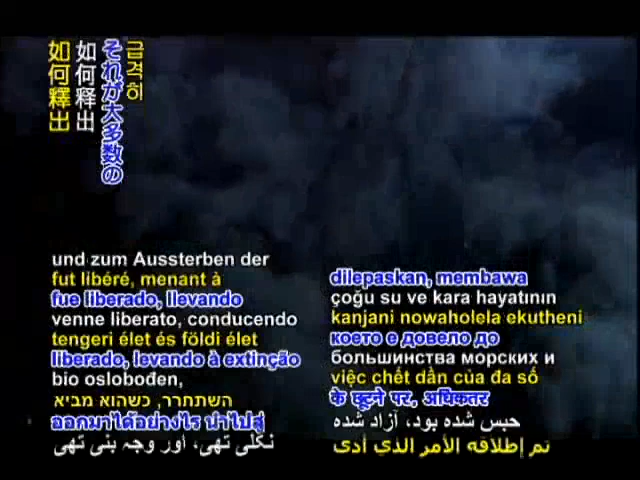 급격히
それが大多数の
如何释出
如何釋出
und zum Aussterben der
fut libéré, menant à
fue liberado, llevando
venne liberato, conducendo
tengeri élet és földi élet
liberado, levando à extinção
bio oslobođen,
השתחרר, כשהוא מביא
ออกมาได้อย่างไร นำไปสู่
نکلی تھی، اور وجہ بنی تھی
dilepaskan, membawa
çoğu su ve kara hayatının
kanjani nowaholela ekutheni
което е довело до
большинства морских и
việc chết dần của đa số
के छूटने पर, अधिकतर
حبس شده بود، آزاد شده
تم إطلاقه الأمر الذي أدى